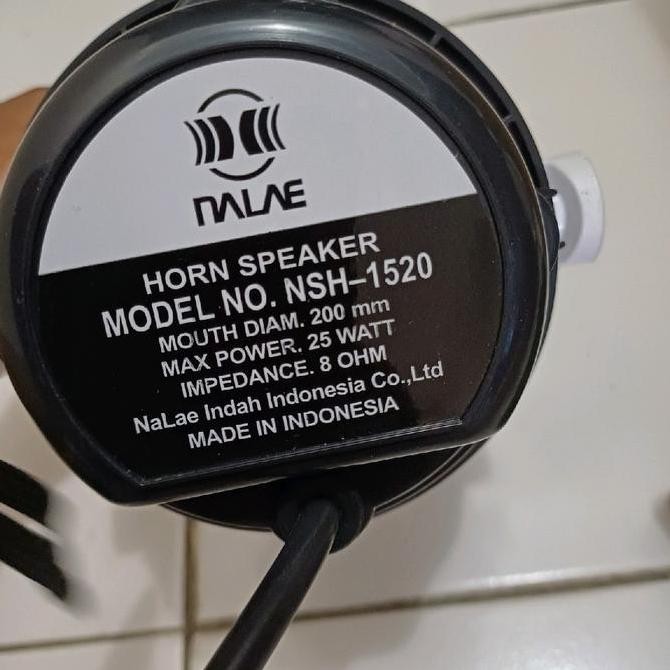 NALAE
HORN SPEAKER
MODEL NO. NSH–1520
MOUTH DIAM. 200 mm
MAX POWER. 25 WATT
IMPEDANCE. 8 OHM
NaLae Indah Indonesia Co.,Ltd
MADE IN INDONESIA